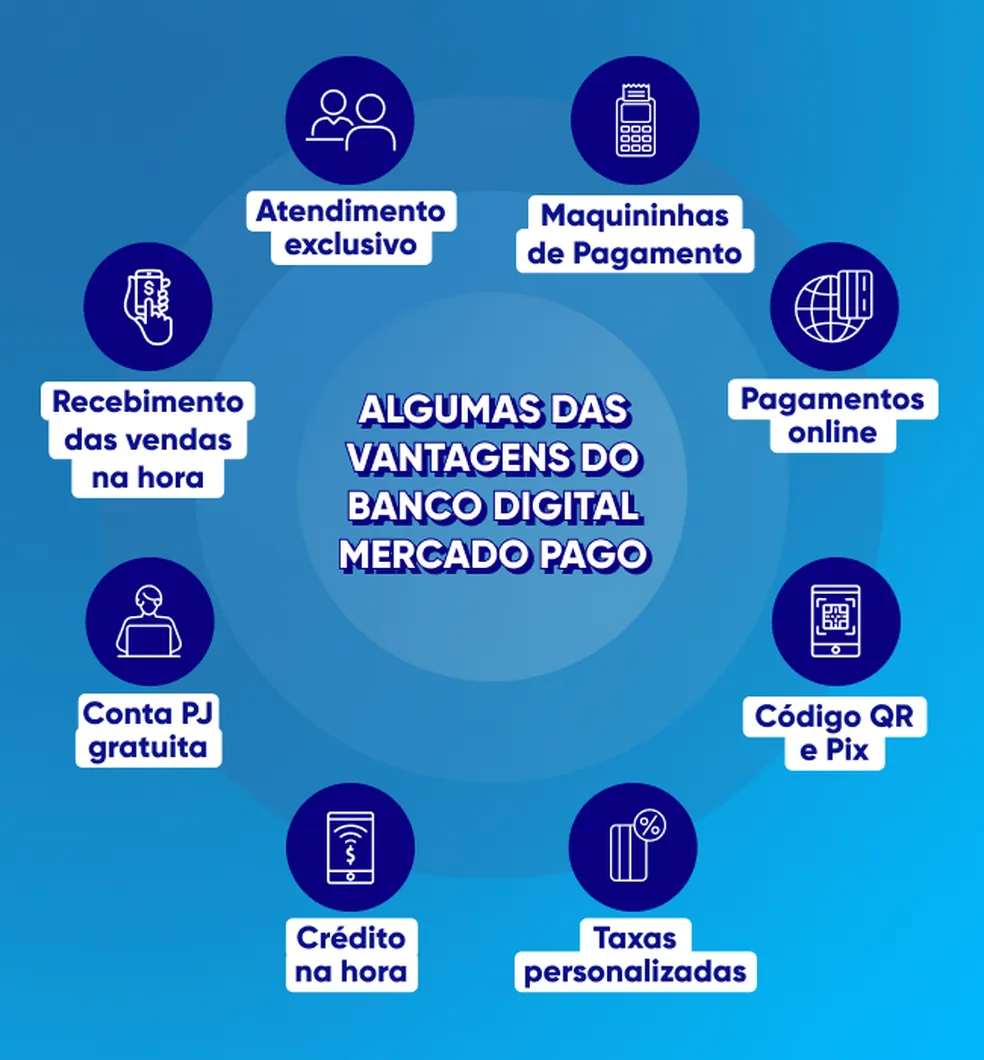 ALGUMAS DAS
VANTAGENS DO
BANCO DIGITAL
MERCADO PAGO
Atendimento
exclusivo
Maquininhas
de Pagamento
Pagamentos
online
Código QR
e Pix
Taxas
personalizadas
Crédito
na hora
Conta PJ
gratuita
Recebimento
das vendas
na hora